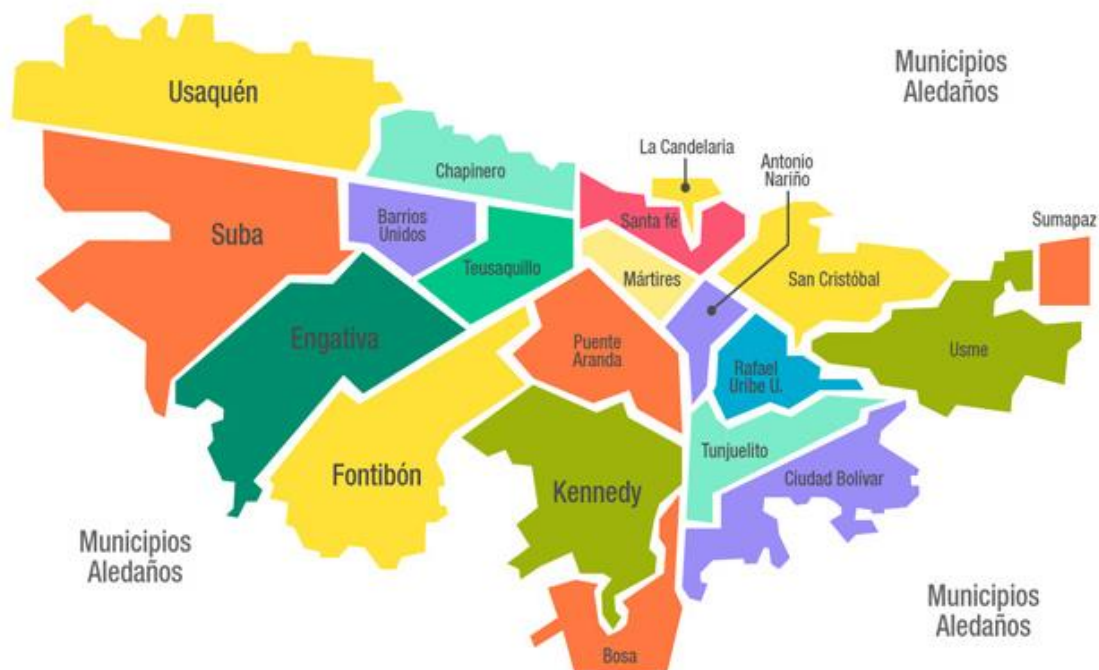 Municipios
Aledaños
Usaquén
La Candelaria
Antonio
Nariño
Chapinero
Suba
Barrios
Unidos
Santa fé
Sumapaz
Teusaquillo
Mártires
San Cristóbal
Engativa
Puente
Aranda
Usme
Rafael
Uribe U.
Fontibón
Tunjuelito
Kennedy
Ciudad Bolívar
Municipios
Aledaños
Municipios
Aledaños
Bosa